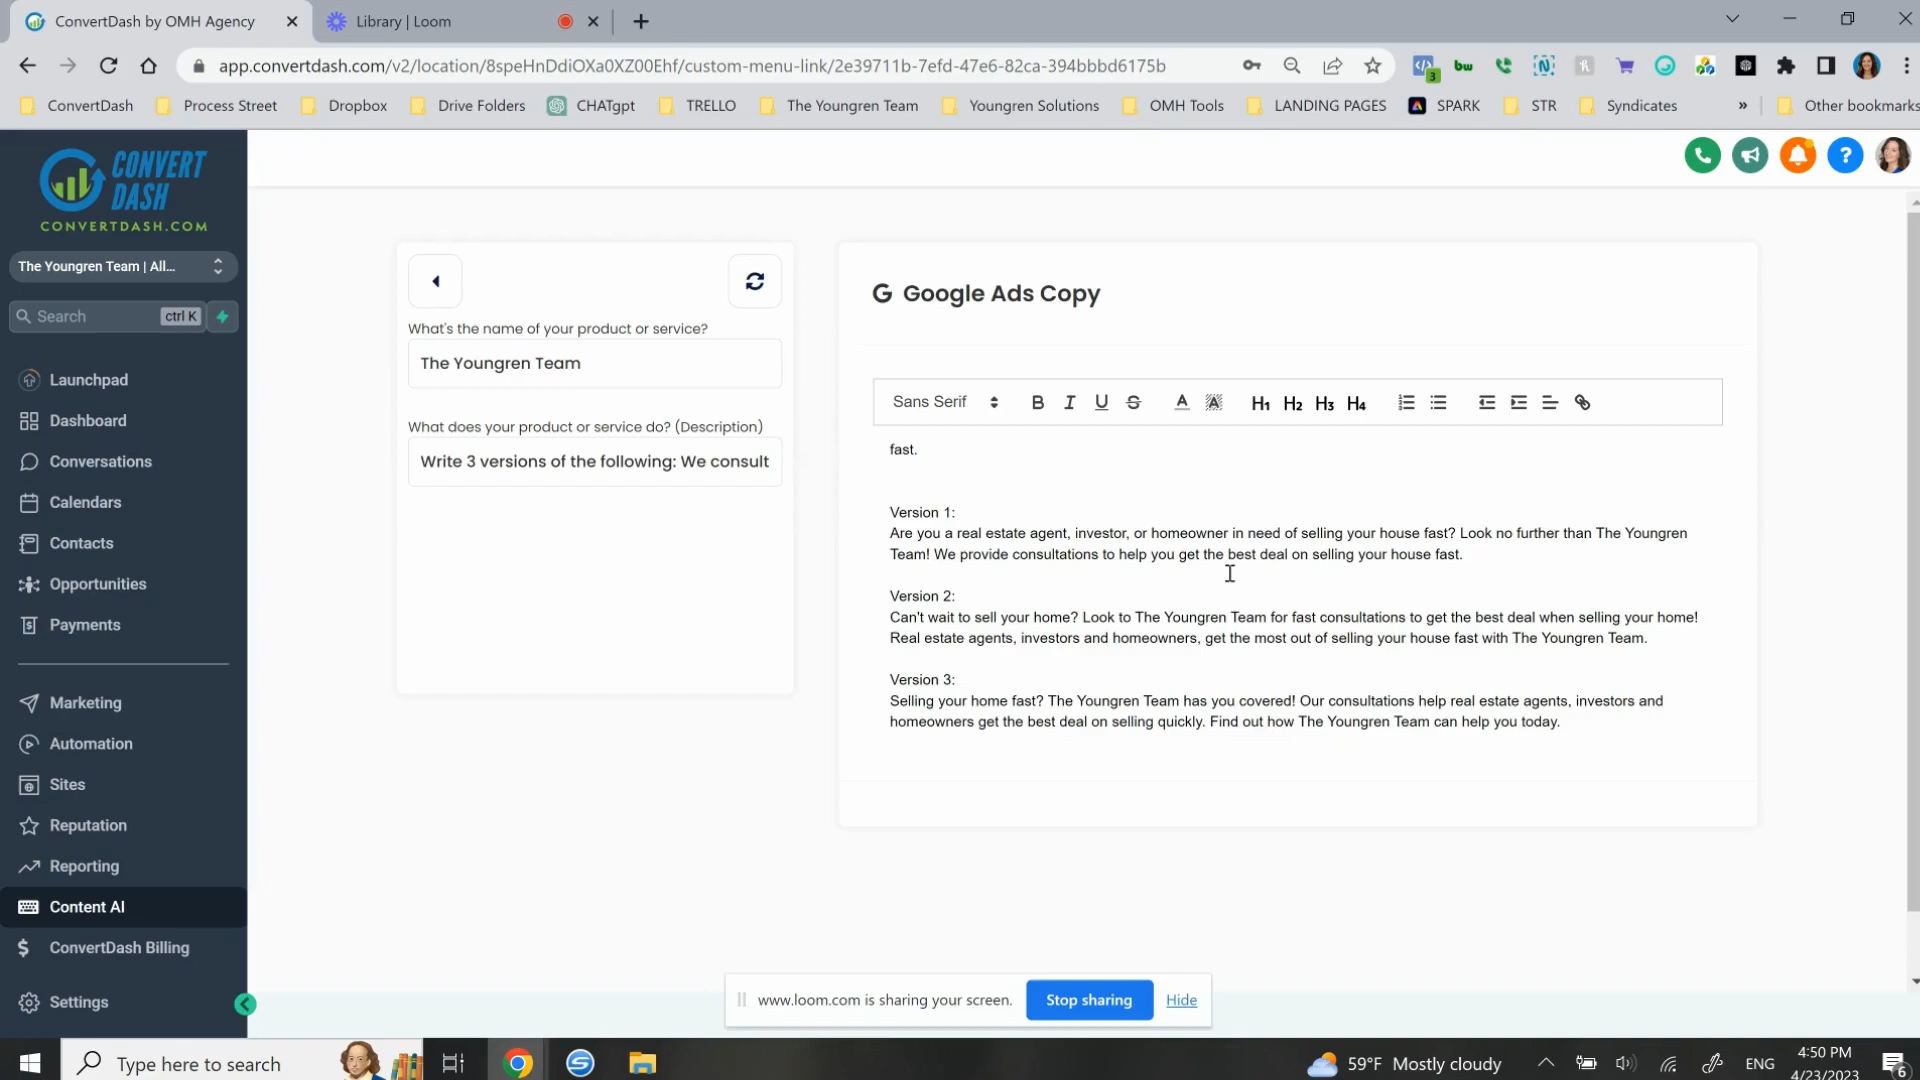 ConvertDash by OMH Agency
Library | Loom
app.convertdash.com/v2/location/8speHnDdiOXa0XZ00Ehf/custom-menu-link/2e39711b-7efd-47e6-82ca-394bbbd6175b
3
bw
ConvertDash
Process Street
Dropbox
Drive Folders
CHATgpt
TRELLO
The Youngren Team
Youngren Solutions
OMH Tools
LANDING PAGES
SPARK
STR
Syndicates
»
Other bookmarks
CONVERT
DASH
CONVERTDASH.COM
The Youngren Team | All...
Search
ctrl K
Launchpad
Dashboard
Conversations
Calendars
Contacts
Opportunities
Payments
Marketing
Automation
Sites
Reputation
Reporting
Content AI
ConvertDash Billing
Settings
What's the name of your product or service?
The Youngren Team
What does your product or service do? (Description)
Write 3 versions of the following: We consult
G Google Ads Copy
Sans Serif
B I U S A A H1 H2 H3 H4
fast.
Version 1:
Are you a real estate agent, investor, or homeowner in need of selling your house fast? Look no further than The Youngren
Team! We provide consultations to help you get the best deal on selling your house fast.
Version 2:
Can't wait to sell your home? Look to The Youngren Team for fast consultations to get the best deal when selling your home!
Real estate agents, investors and homeowners, get the most out of selling your house fast with The Youngren Team.
Version 3:
Selling your home fast? The Youngren Team has you covered! Our consultations help real estate agents, investors and
homeowners get the best deal on selling quickly. Find out how The Youngren Team can help you today.
www.loom.com is sharing your screen.
Stop sharing
Hide
Type here to search
59°F Mostly cloudy
ENG
4:50 PM
4/23/2023
6